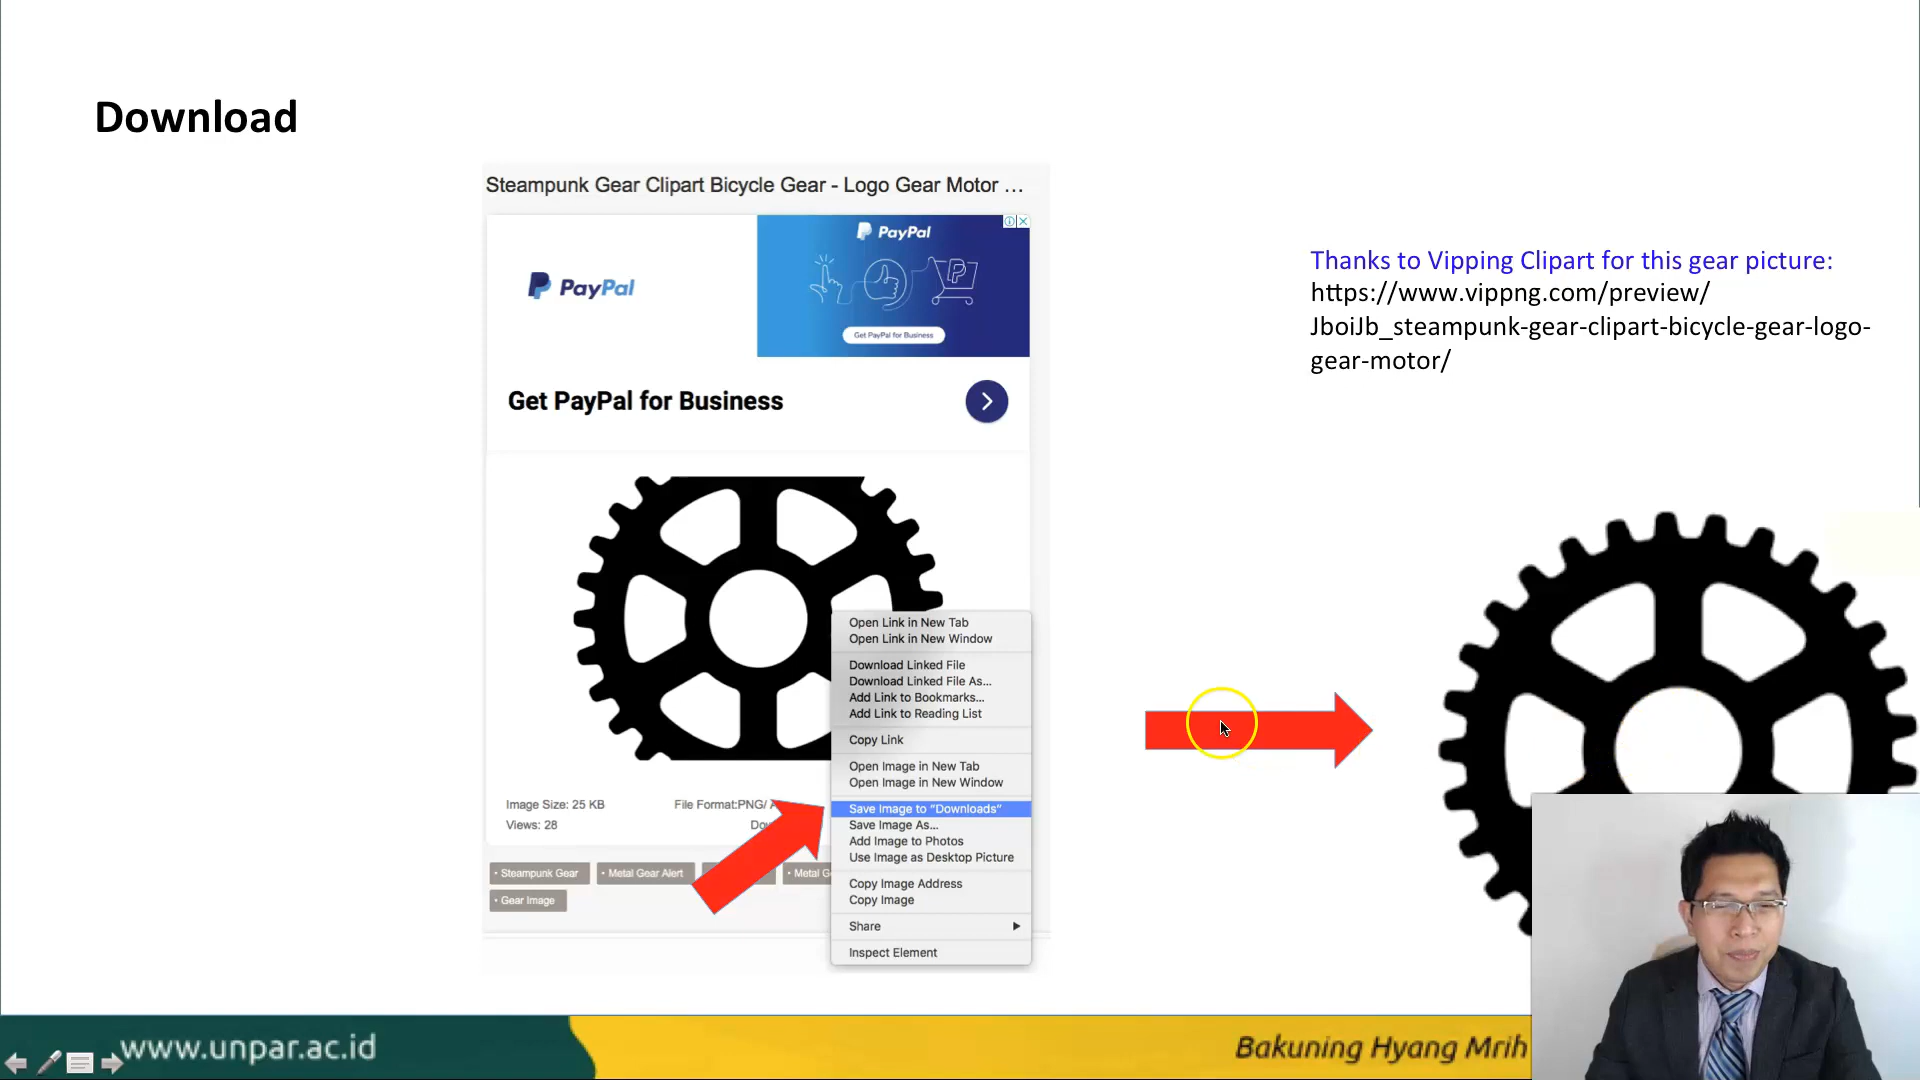 Download
Steampunk Gear Clipart Bicycle Gear - Logo Gear Motor ...
PayPal
PayPal
Get PayPal for Business
Get PayPal for Business
Thanks to Vipping Clipart for this gear picture:
https://www.vippng.com/preview/
JboiJb_steampunk-gear-clipart-bicycle-gear-logo-
gear-motor/
Open Link in New Tab
Open Link in New Window
Download Linked File
Download Linked File As...
Add Link to Bookmarks...
Add Link to Reading List
Copy Link
Open Image in New Tab
Open Image in New Window
Save Image to “Downloads”
Save Image As...
Add Image to Photos
Use Image as Desktop Picture
Copy Image Address
Copy Image
Share
Inspect Element
Image Size: 25 KB
File Format:PNG/
Views: 28
• Steampunk Gear
• Metal Gear Alert
• Metal
• Gear Image
www.unpar.ac.id
Bakuning Hyang Mrih